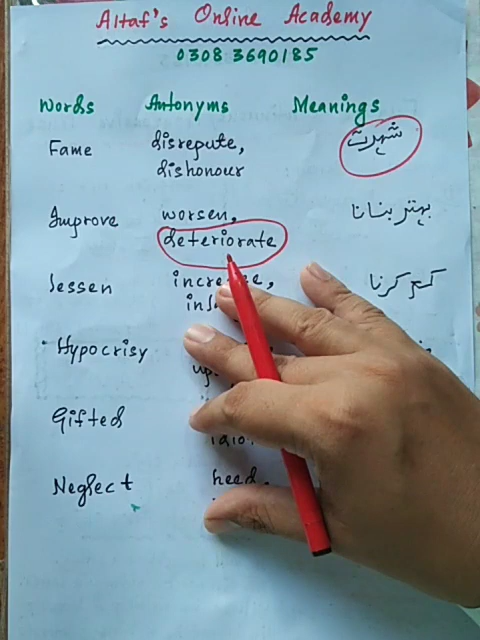 Altaf's Online Academy
0308 3690185
Words Antonyms Meanings
Fame disrepute, شہرت
dishonour
Improve worsen, بہتر بنانا
deteriorate
lessen increase, کم کرنا
Hypocrisy
Gifted
Neglect heed,